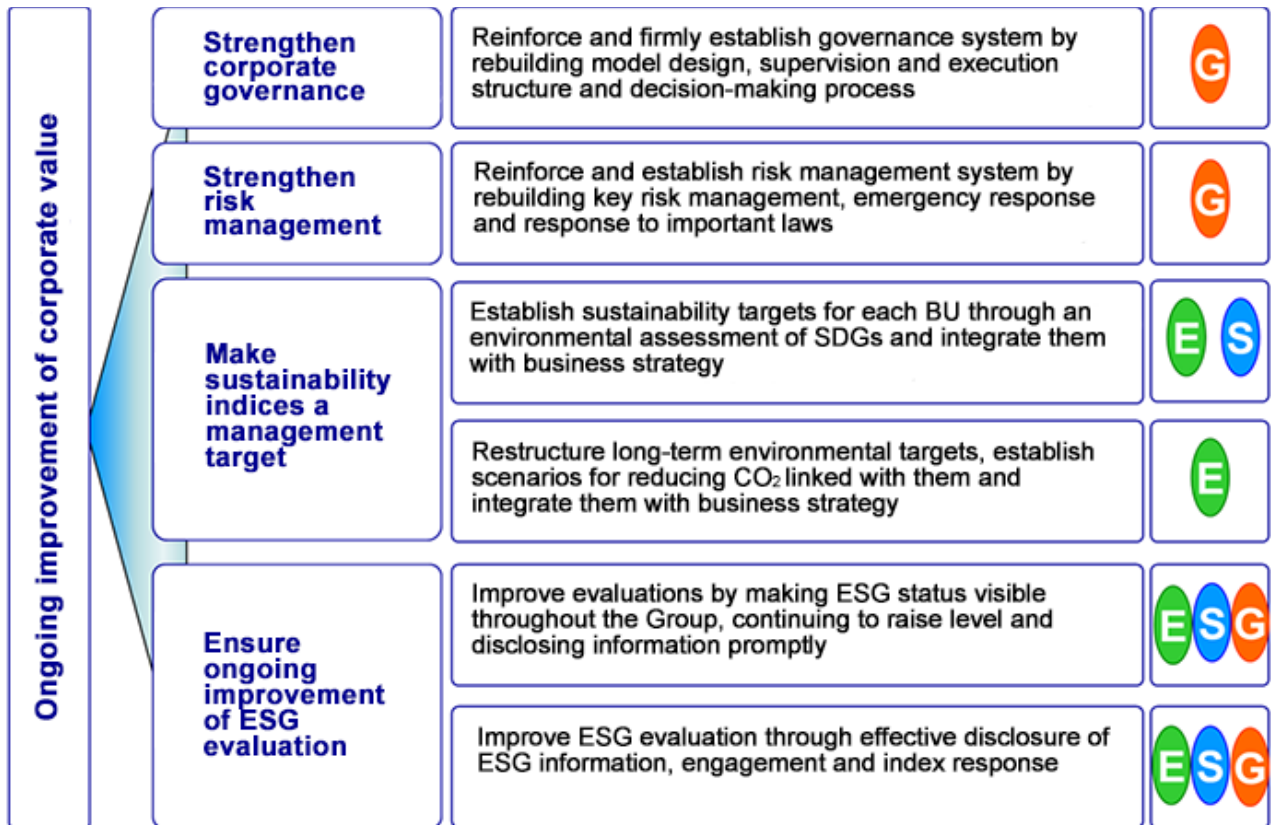 Ongoing improvement of corporate value
Strengthen
corporate
governance
Reinforce and firmly establish governance system by
rebuilding model design, supervision and execution
structure and decision-making process
G
Strengthen
risk
management
Reinforce and establish risk management system by
rebuilding key risk management, emergency response
and response to important laws
G
Make
sustainability
indices a
management
target
Establish sustainability targets for each BU through an
environmental assessment of SDGs and integrate them
with business strategy
E S
Restructure long-term environmental targets, establish
scenarios for reducing CO₂ linked with them and
integrate them with business strategy
E
Ensure
ongoing
improvement
of ESG
evaluation
Improve evaluations by making ESG status visible
throughout the Group, continuing to raise level and
disclosing information promptly
E S G
Improve ESG evaluation through effective disclosure of
ESG information, engagement and index response
E S G